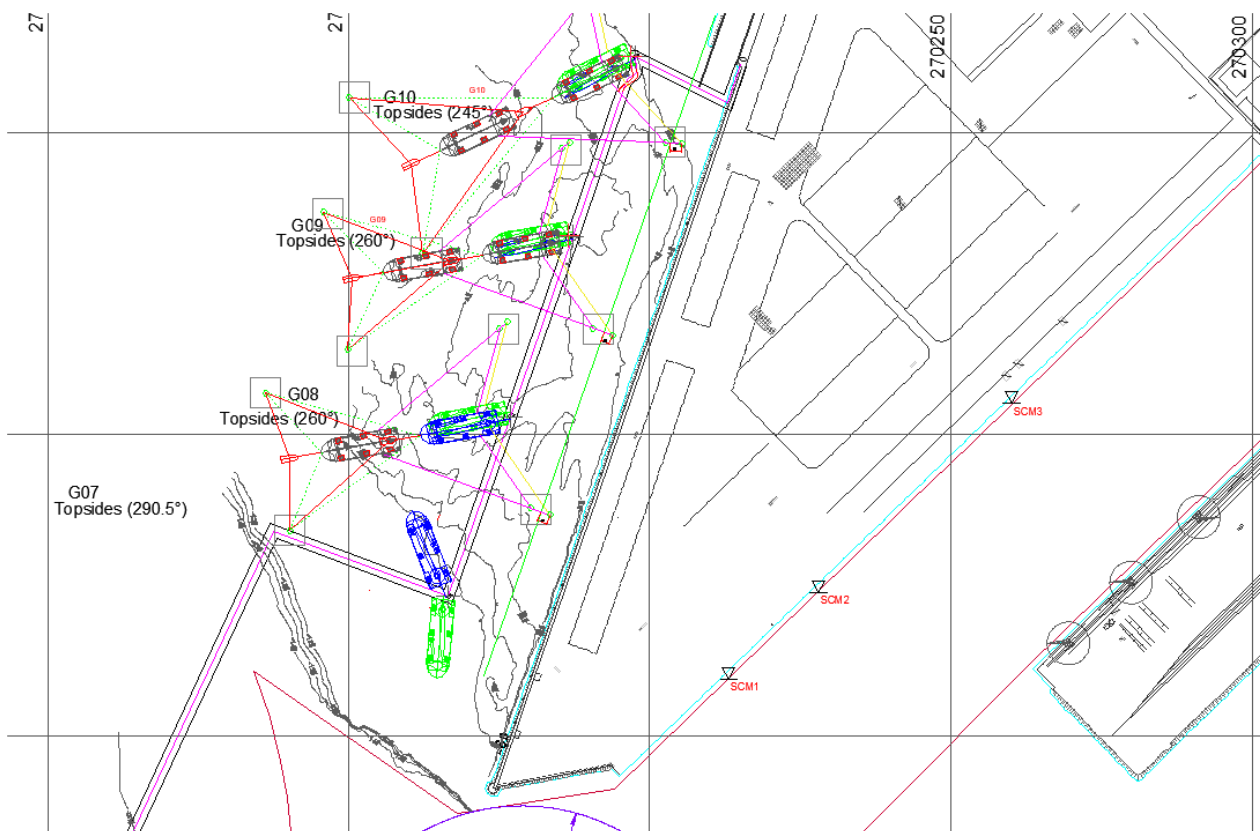 27
27
270250
270300
G10
G10
Topsides (245°)
G09
G09
Topsides (260°)
G08
Topsides (260°)
G07
Topsides (290.5°)
SCM3
SCM2
SCM1